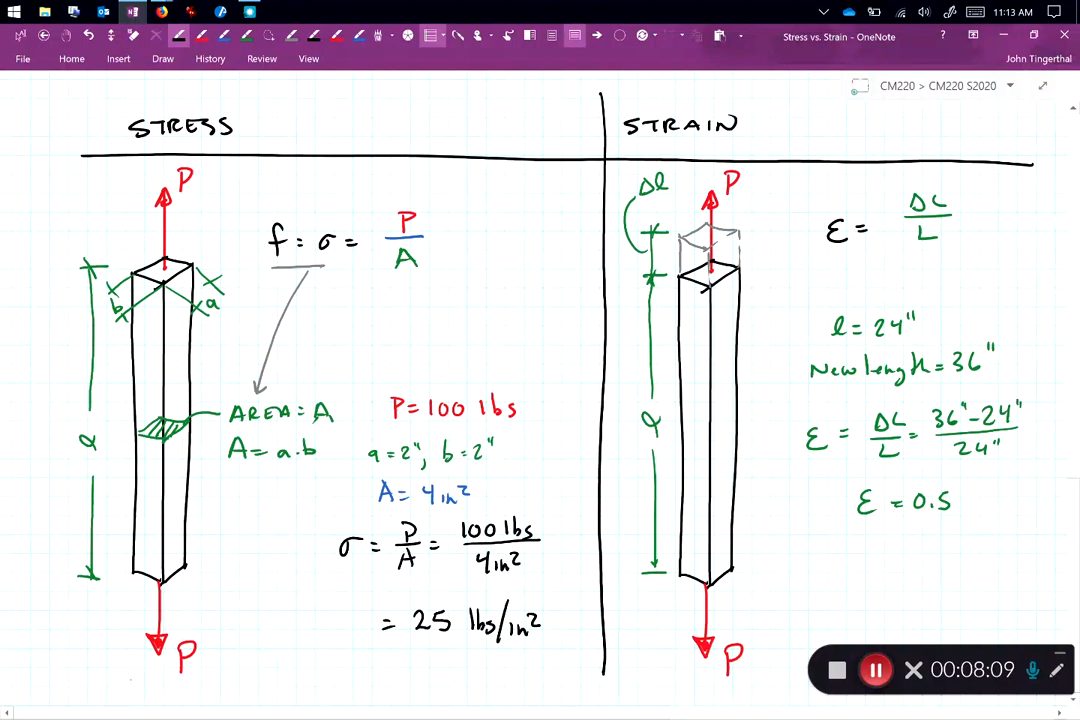 11:13 AM
Stress vs. Strain - OneNote
?
File Home Insert Draw History Review View
John Tingerthal
CM220 > CM220 S2020
STRESS
STRAIN
P
f = σ = P/A
b
a
l
AREA = A
A = a.b
P = 100 lbs
a = 2", b = 2"
A = 4 in²
σ = P/A = 100 lbs/4 in²
= 25 lbs/in²
P
Δl
P
ε = ΔL/L
l = 24"
New length = 36"
l
ε = ΔL/L = 36"-24"/24"
ε = 0.5
P
00:08:09